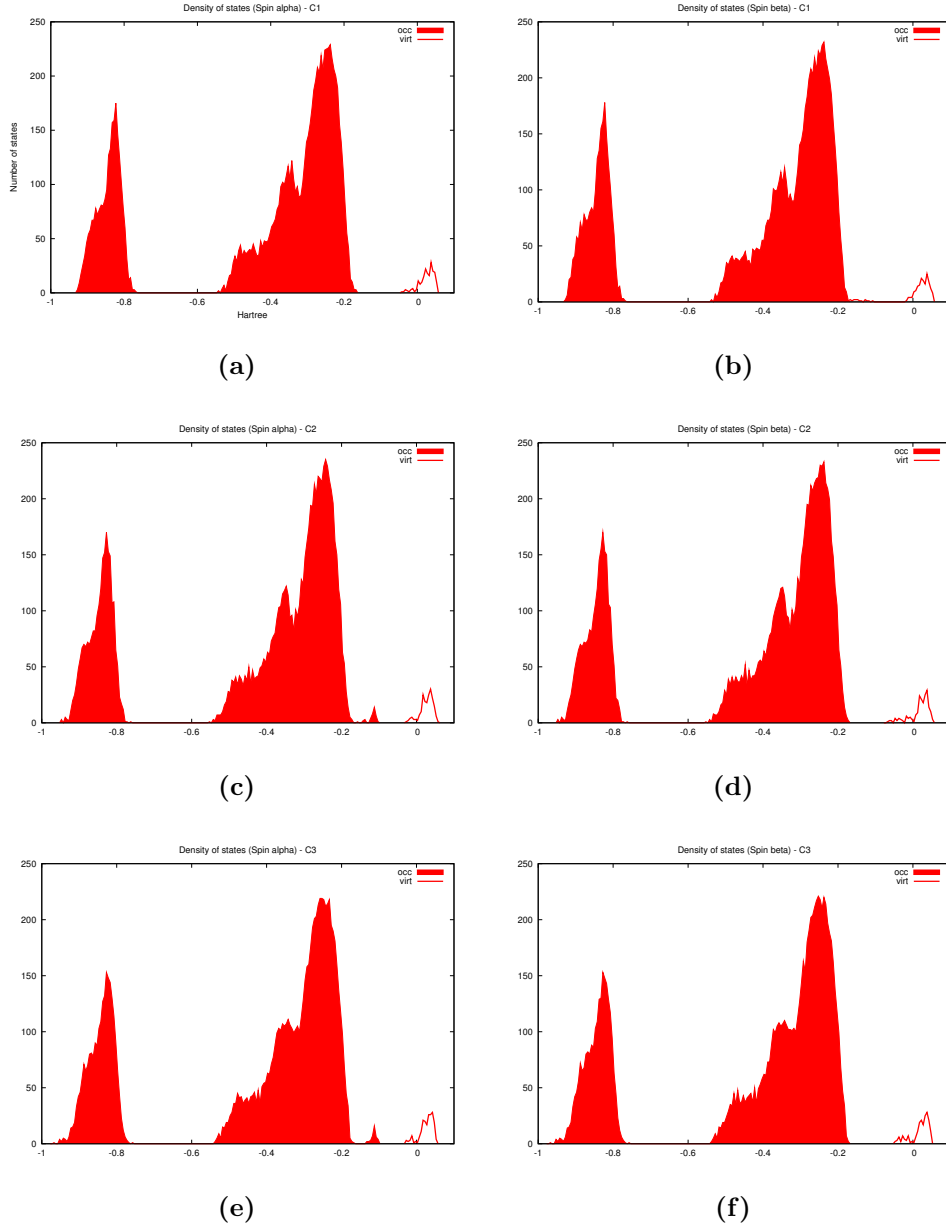 Density of states (Spin alpha) - C1
250
200
150
100
50
0
-1
-0.8
-0.6
-0.4
-0.2
0
Number of states
Hartree
occ
virt
(a)
Density of states (Spin beta) - C1
250
200
150
100
50
0
-1
-0.8
-0.6
-0.4
-0.2
0
occ
virt
(b)
Density of states (Spin alpha) - C2
250
200
150
100
50
0
-1
-0.8
-0.6
-0.4
-0.2
0
occ
virt
(c)
Density of states (Spin beta) - C2
250
200
150
100
50
0
-1
-0.8
-0.6
-0.4
-0.2
0
occ
virt
(d)
Density of states (Spin alpha) - C3
250
200
150
100
50
0
-1
-0.8
-0.6
-0.4
-0.2
0
occ
virt
(e)
Density of states (Spin beta) - C3
250
200
150
100
50
0
-1
-0.8
-0.6
-0.4
-0.2
0
occ
virt
(f)